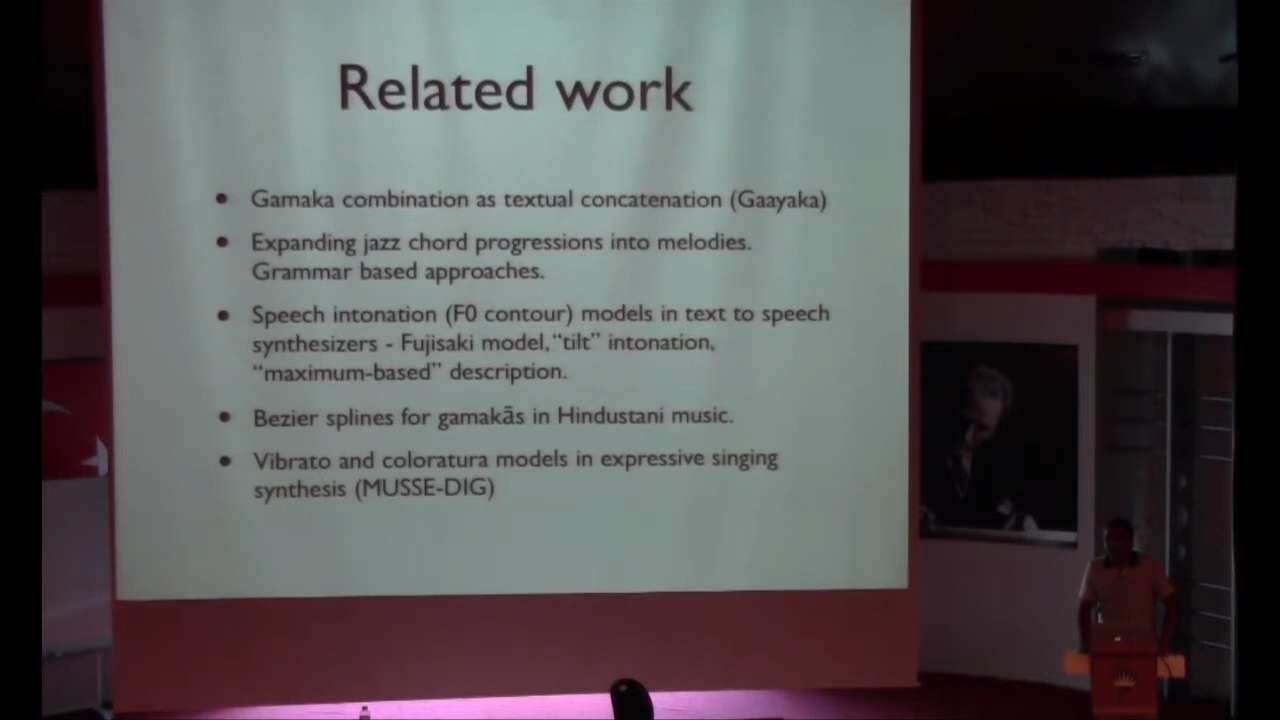 Related work
• Gamaka combination as textual concatenation (Gaayaka)
• Expanding jazz chord progressions into melodies.
Grammar based approaches.
• Speech intonation (F0 contour) models in text to speech
synthesizers - Fujisaki model, “tilt” intonation,
“maximum-based” description.
• Bezier splines for gamakās in Hindustani music.
• Vibrato and coloratura models in expressive singing
synthesis (MUSSE-DIG)